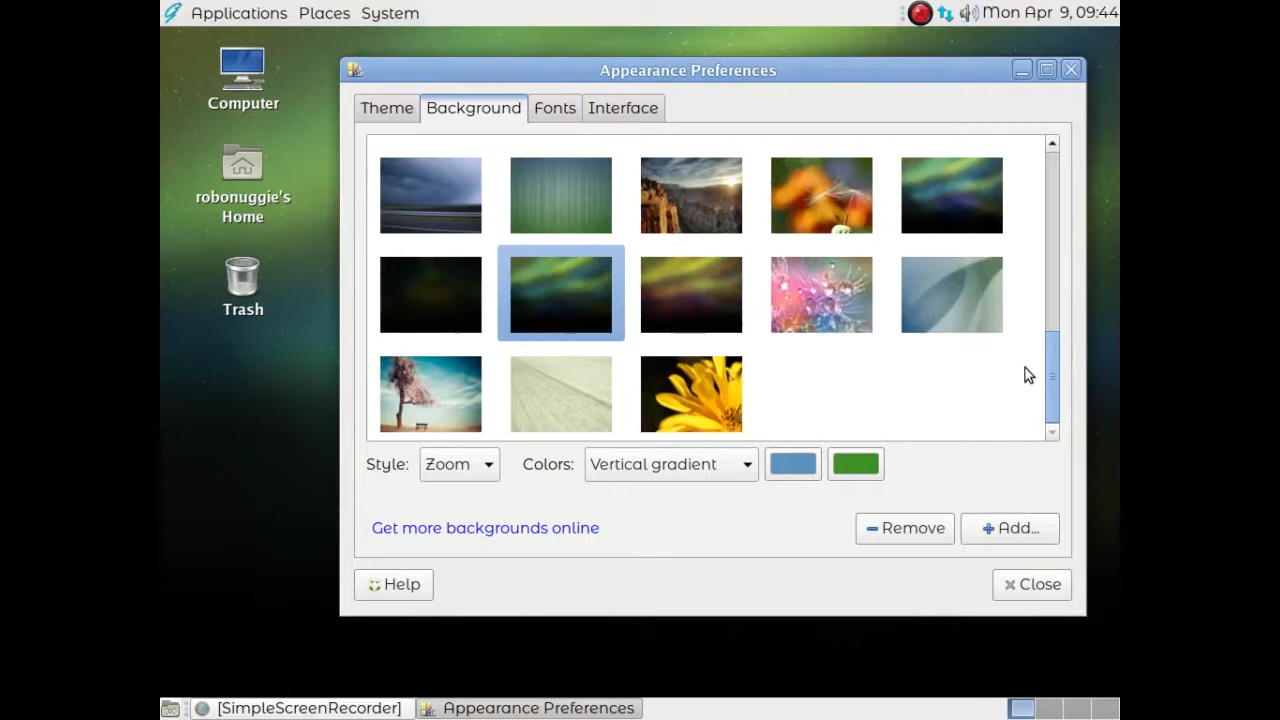 Applications Places System Mon Apr 9, 09:44
Computer
robonuggie's
Home
Trash
Appearance Preferences
Theme Background Fonts Interface
Style: Zoom Colors: Vertical gradient
Get more backgrounds online Remove Add...
Help Close
[SimpleScreenRecorder] Appearance Preferences